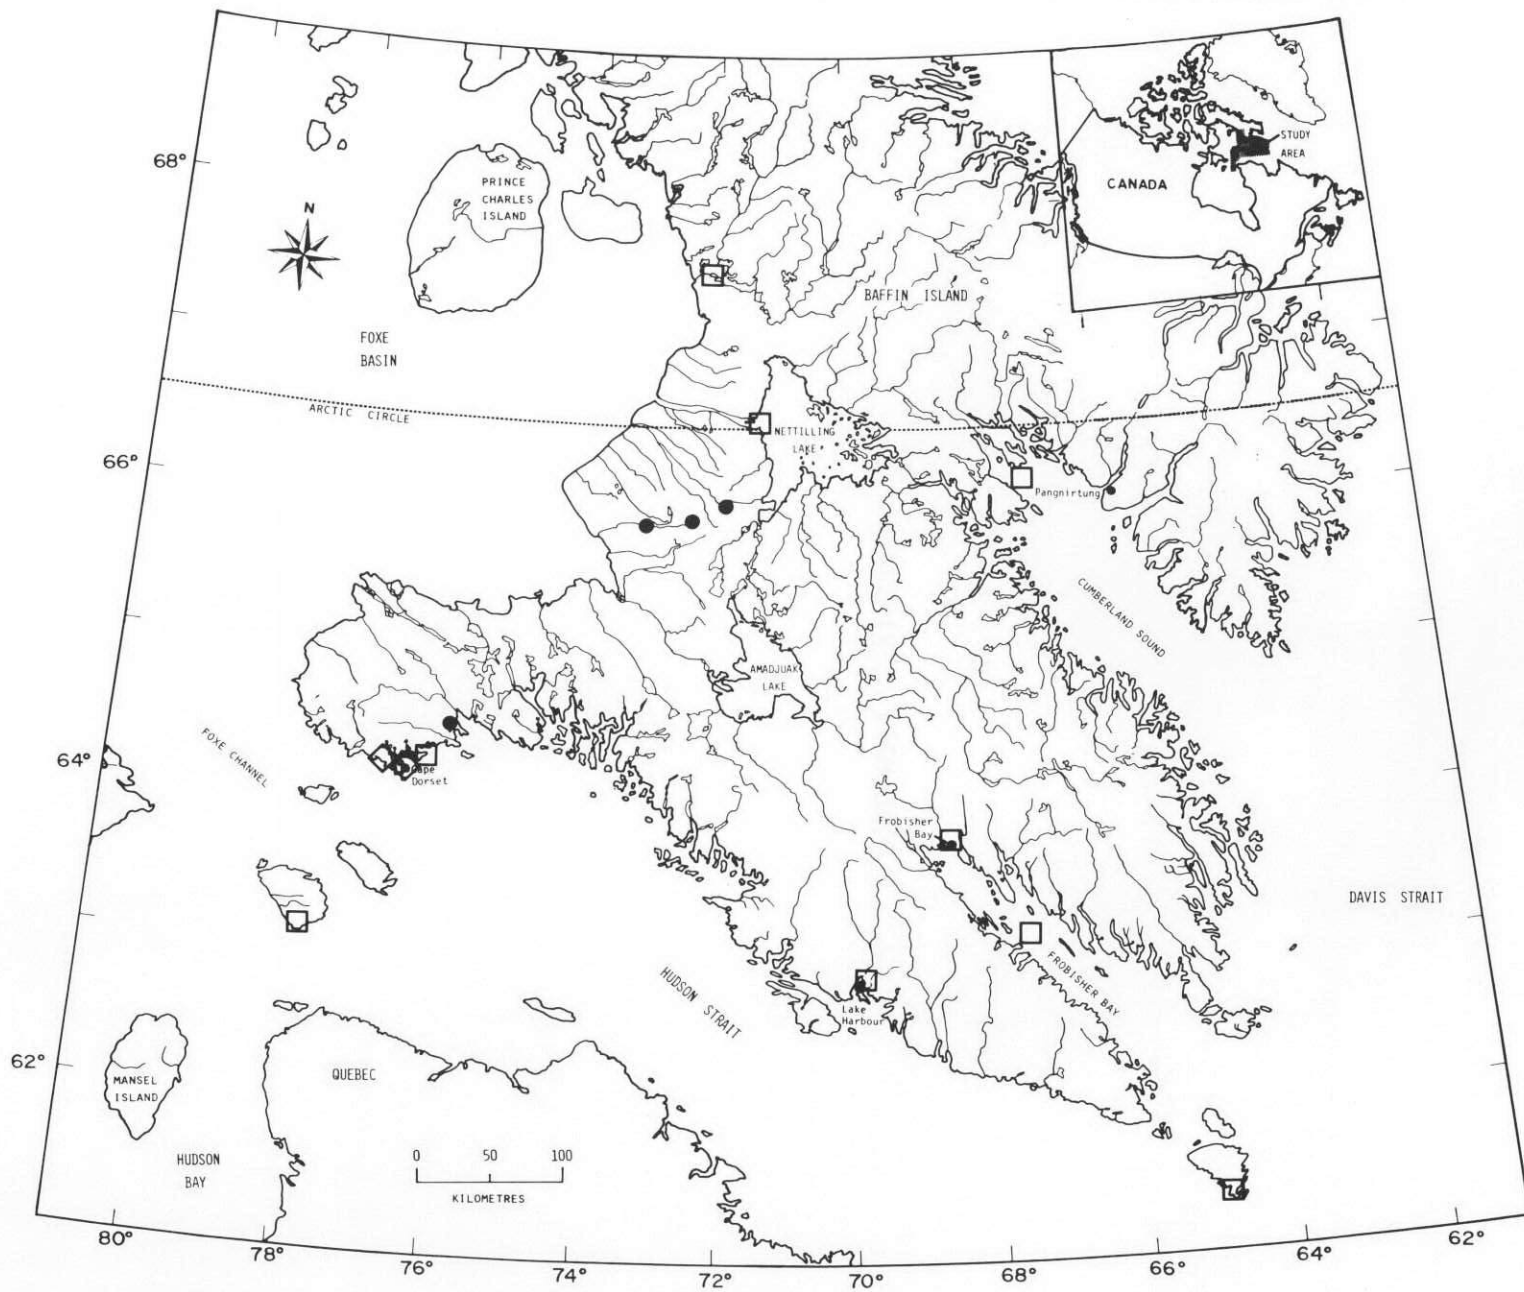 STUDY
AREA
CANADA
68°
PRINCE
CHARLES
ISLAND
N
BAFFIN ISLAND
FOXE
BASIN
ARCTIC CIRCLE
NETTILLING
LAKE
66°
Pangnirtung
CUMBERLAND SOUND
AMADJUAK
LAKE
FOXE CHANNEL
64°
Cape
Dorset
Frobisher
Bay
DAVIS STRAIT
FROBISHER BAY
HUDSON STRAIT
Lake
Harbour
62°
MANSEL
ISLAND
QUEBEC
HUDSON
BAY
0 50 100
KILOMETRES
80° 78° 76° 74° 72° 70° 68° 66° 64° 62°